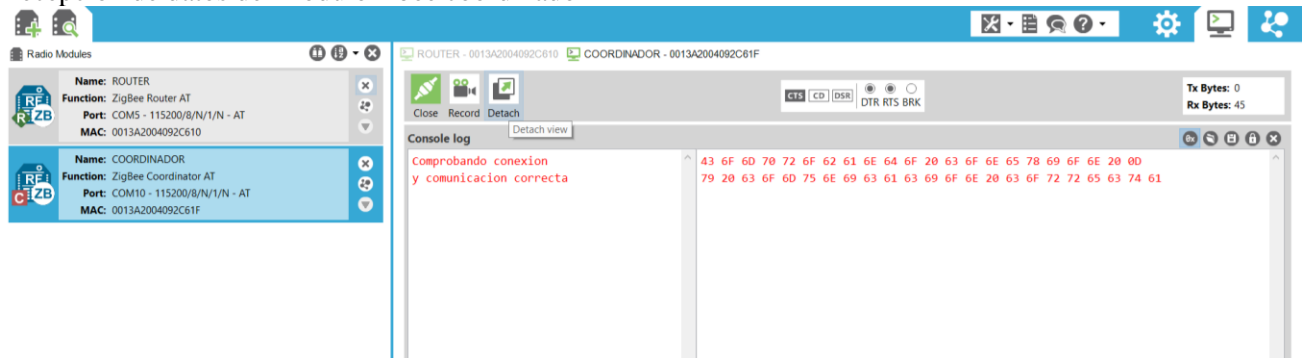 Radio Modules
Name: ROUTER
Function: ZigBee Router AT
Port: COM5 - 115200/8/N/1/N - AT
MAC: 0013A2004092C610
RF
R ZB
Name: COORDINADOR
Function: ZigBee Coordinator AT
Port: COM10 - 115200/8/N/1/N - AT
MAC: 0013A2004092C61F
RF
C ZB
ROUTER - 0013A2004092C610 COORDINADOR - 0013A2004092C61F
Close Record Detach
CTS CD DSR DTR RTS BRK
Tx Bytes: 0
Rx Bytes: 45
Detach view
Console log
Comprobando conexion
y comunicacion correcta
43 6F 6D 70 72 6F 62 61 6E 64 6F 20 63 6F 6E 65 78 69 6F 6E 20 0D
79 20 63 6F 6D 75 6E 69 63 61 63 69 6F 6E 20 63 6F 72 72 65 63 74 61